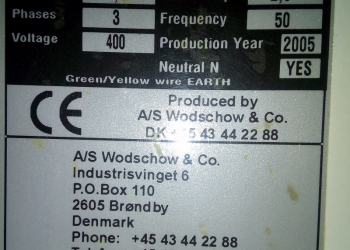 Phases 3 Frequency 50
Voltage 400 Production Year 2005
Neutral N YES
Green/Yellow wire EARTH
CE Produced by
A/S Wodschow & Co.
DK +45 43 44 22 88
A/S Wodschow & Co.
Industrisvinget 6
P.O.Box 110
2605 Brøndby
Denmark
Phone: +45 43 44 22 88